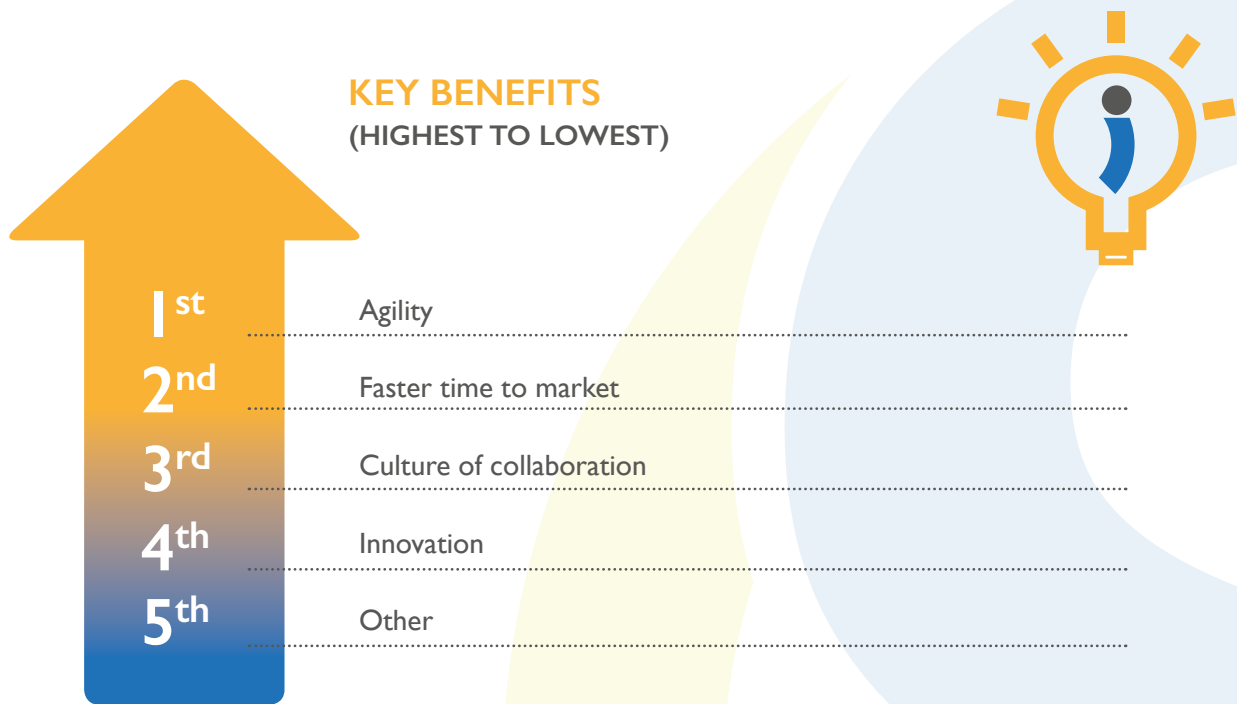 KEY BENEFITS
(HIGHEST TO LOWEST)
1st Agility
2nd Faster time to market
3rd Culture of collaboration
4th Innovation
5th Other